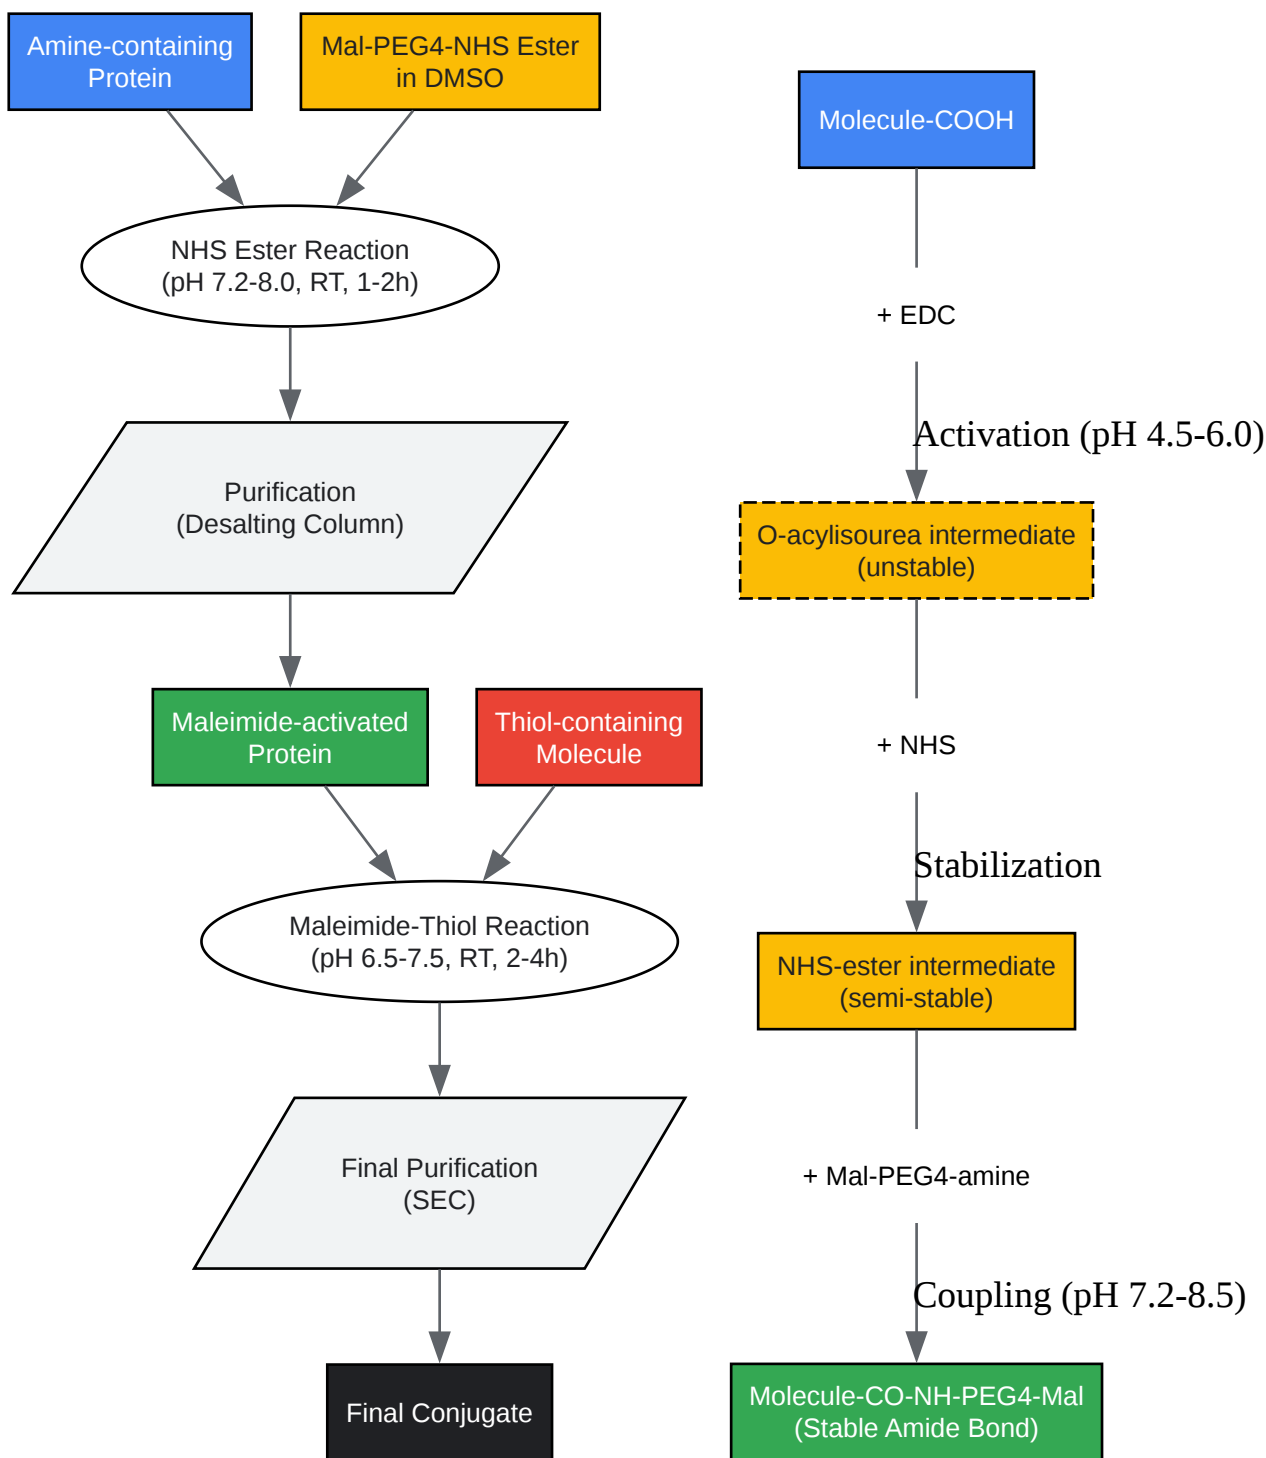 Amine-containing
Protein
Mal-PEG4-NHS Ester
in DMSO
NHS Ester Reaction
(pH 7.2-8.0, RT, 1-2h)
Purification
(Desalting Column)
Maleimide-activated
Protein
Thiol-containing
Molecule
Maleimide-Thiol Reaction
(pH 6.5-7.5, RT, 2-4h)
Final Purification
(SEC)
Final Conjugate
Molecule-COOH
+ EDC
Activation (pH 4.5-6.0)
O-acylisourea intermediate
(unstable)
+ NHS
Stabilization
NHS-ester intermediate
(semi-stable)
+ Mal-PEG4-amine
Coupling (pH 7.2-8.5)
Molecule-CO-NH-PEG4-Mal
(Stable Amide Bond)